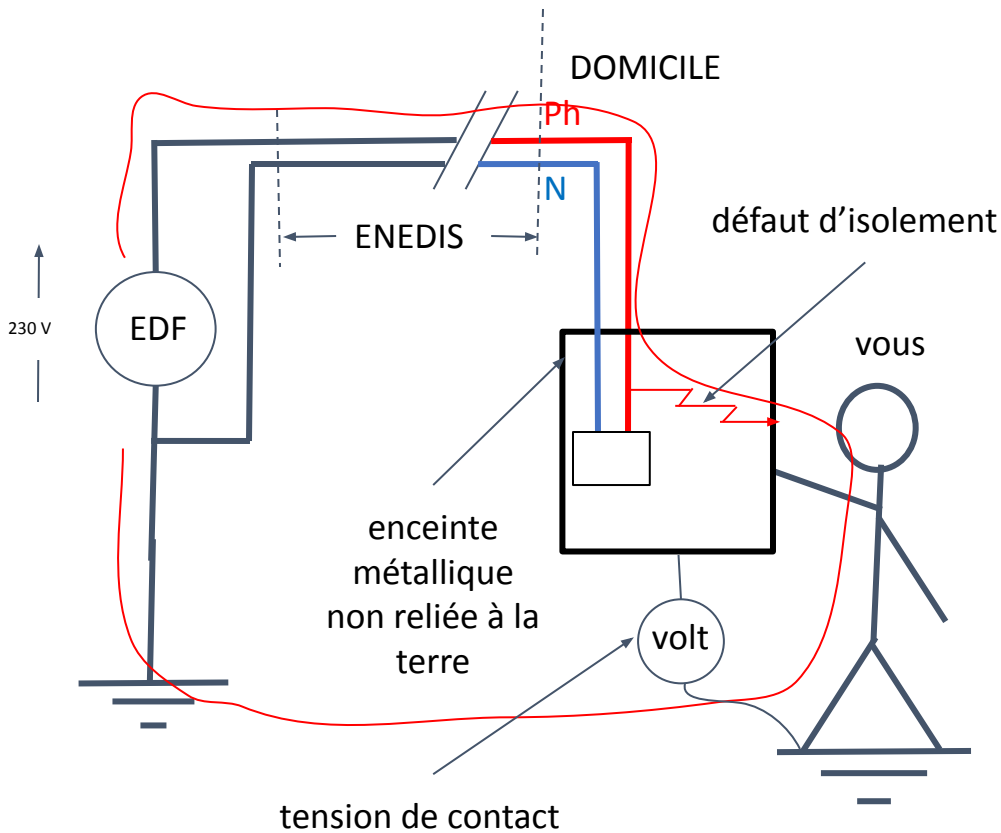 DOMICILE
Ph
N
ENEDIS
défaut d’isolement
230 V
EDF
vous
enceinte
métallique
non reliée à la
terre
volt
tension de contact